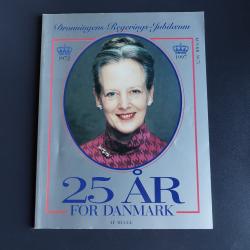 Dronningens Regerings-Jubilæum
1972
1997
25 ÅR
FOR DANMARK